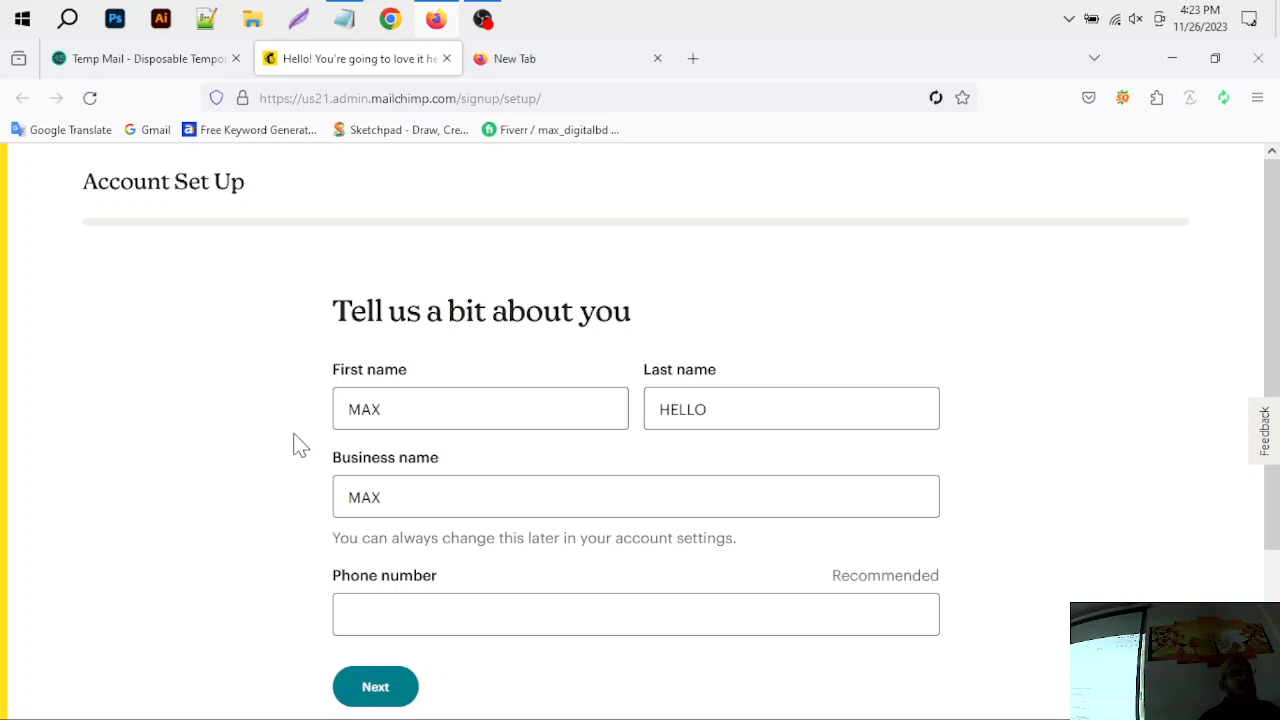 Ps
Ai
4:23 PM
11/26/2023
Temp Mail - Disposable Tempor
Hello! You're going to love it he
New Tab
https://us21.admin.mailchimp.com/signup/setup/
Google Translate
Gmail
Free Keyword Generat...
Sketchpad - Draw, Cre...
Fiverr / max_digitalbd ...
Account Set Up
Tell us a bit about you
First name
Last name
MAX
HELLO
Business name
MAX
You can always change this later in your account settings.
Phone number
Recommended
Next
Feedback